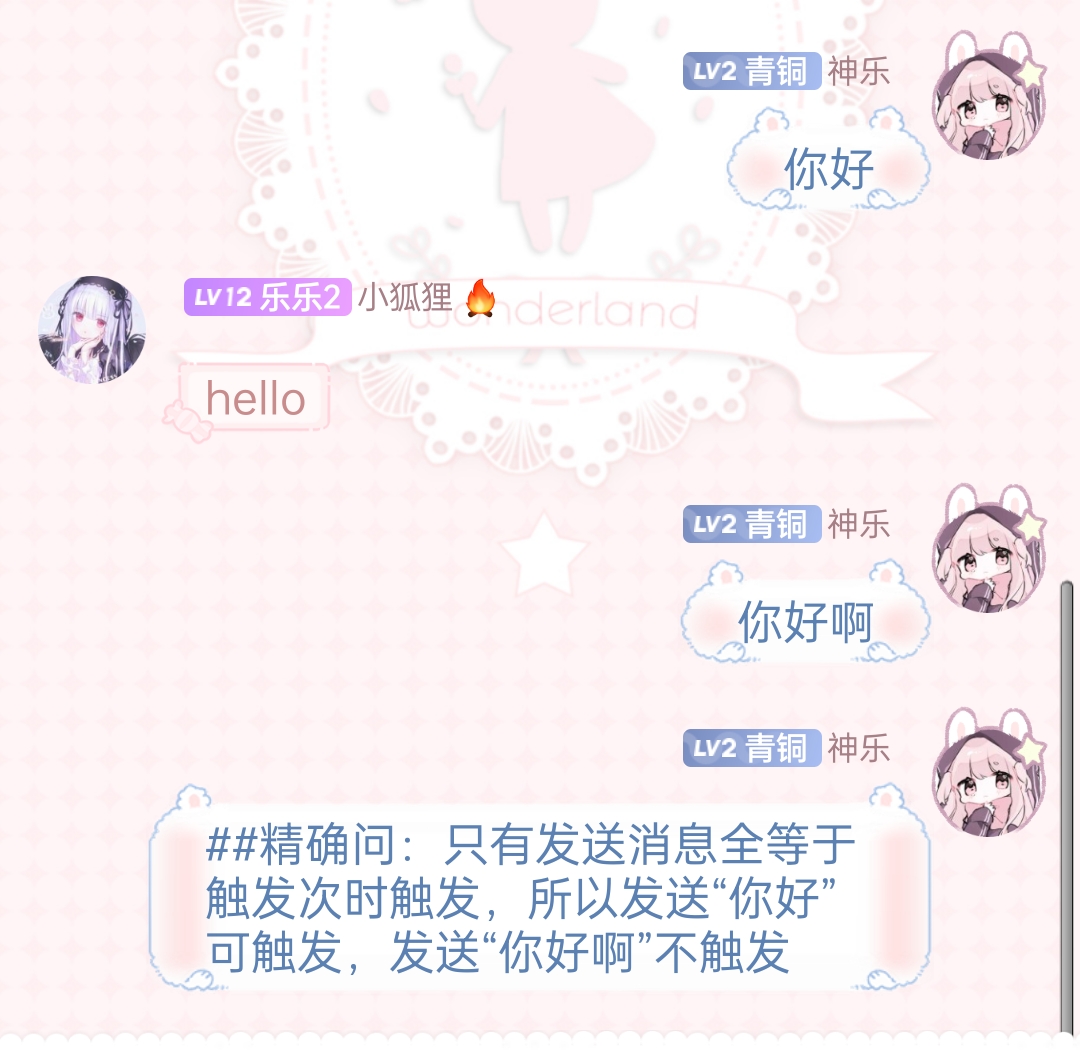 LV2 青铜 神乐
你好
LV12 乐乐2 小狐狸🔥
wonderland
hello
LV2 青铜 神乐
你好啊
LV2 青铜 神乐
##精确问：只有发送消息全等于
触发次时触发，所以发送“你好”
可触发，发送“你好啊”不触发